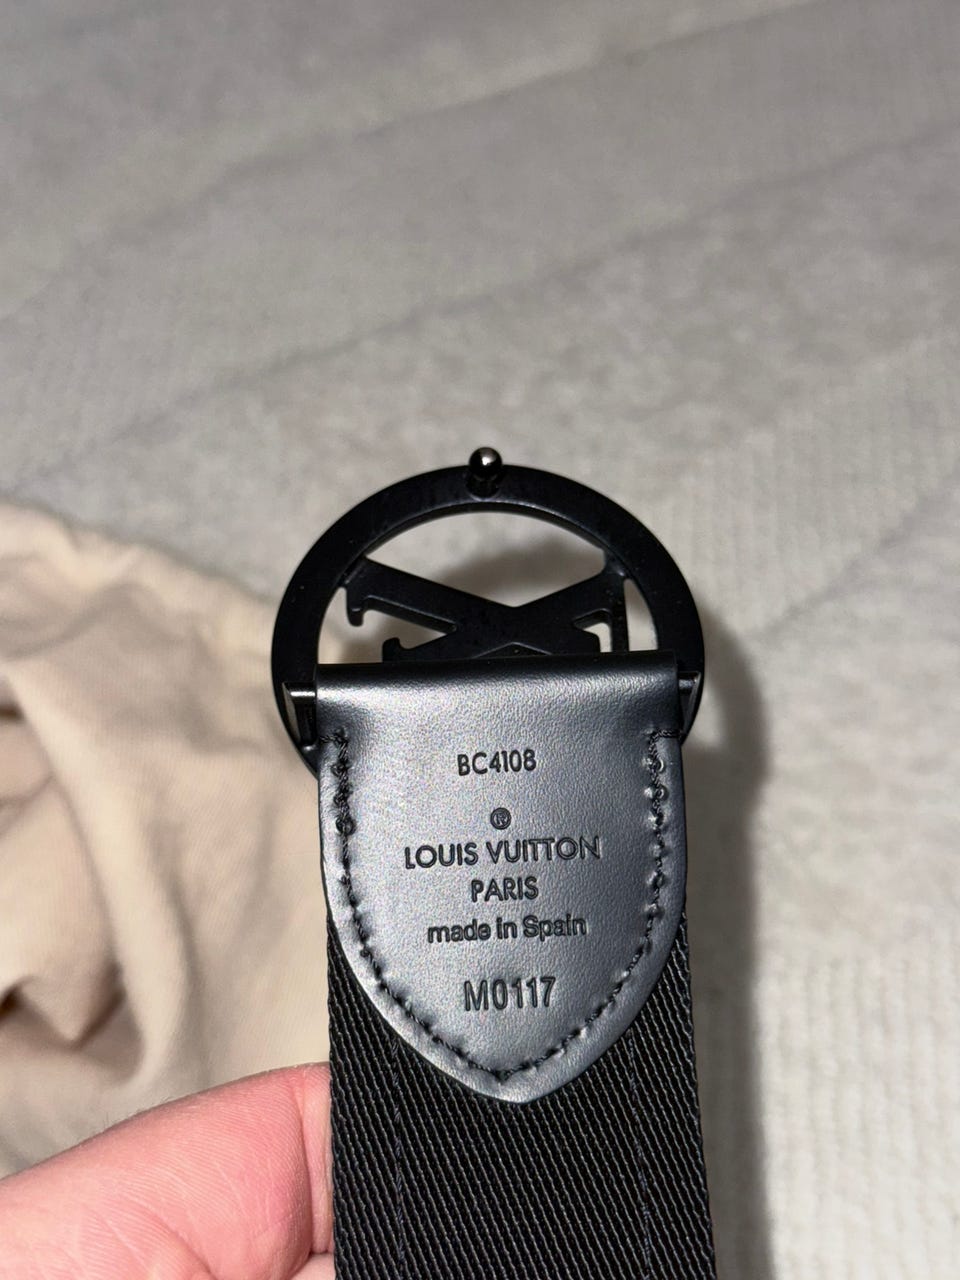 BC4108
®
LOUIS VUITTON
PARIS
made in Spain
M0117